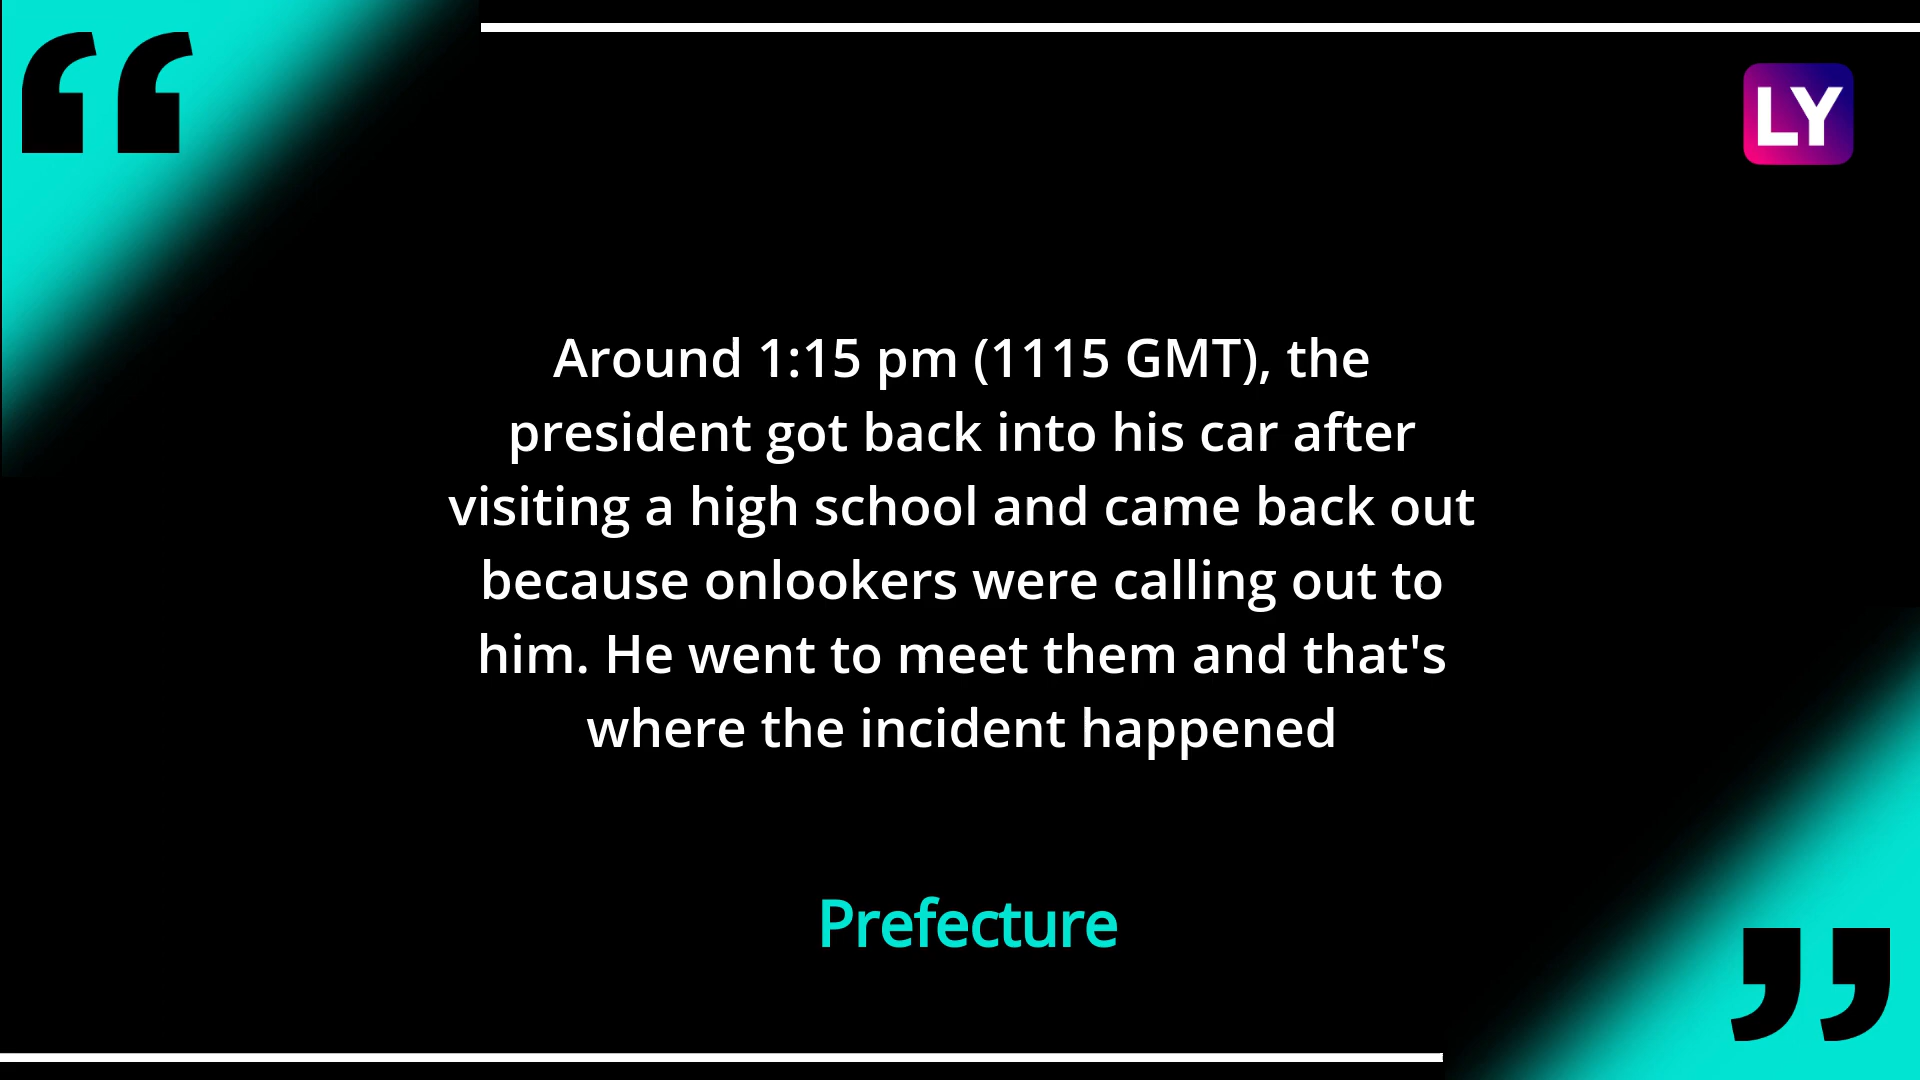 LY
Around 1:15 pm (1115 GMT), the
president got back into his car after
visiting a high school and came back out
because onlookers were calling out to
him. He went to meet them and that's
where the incident happened
Prefecture